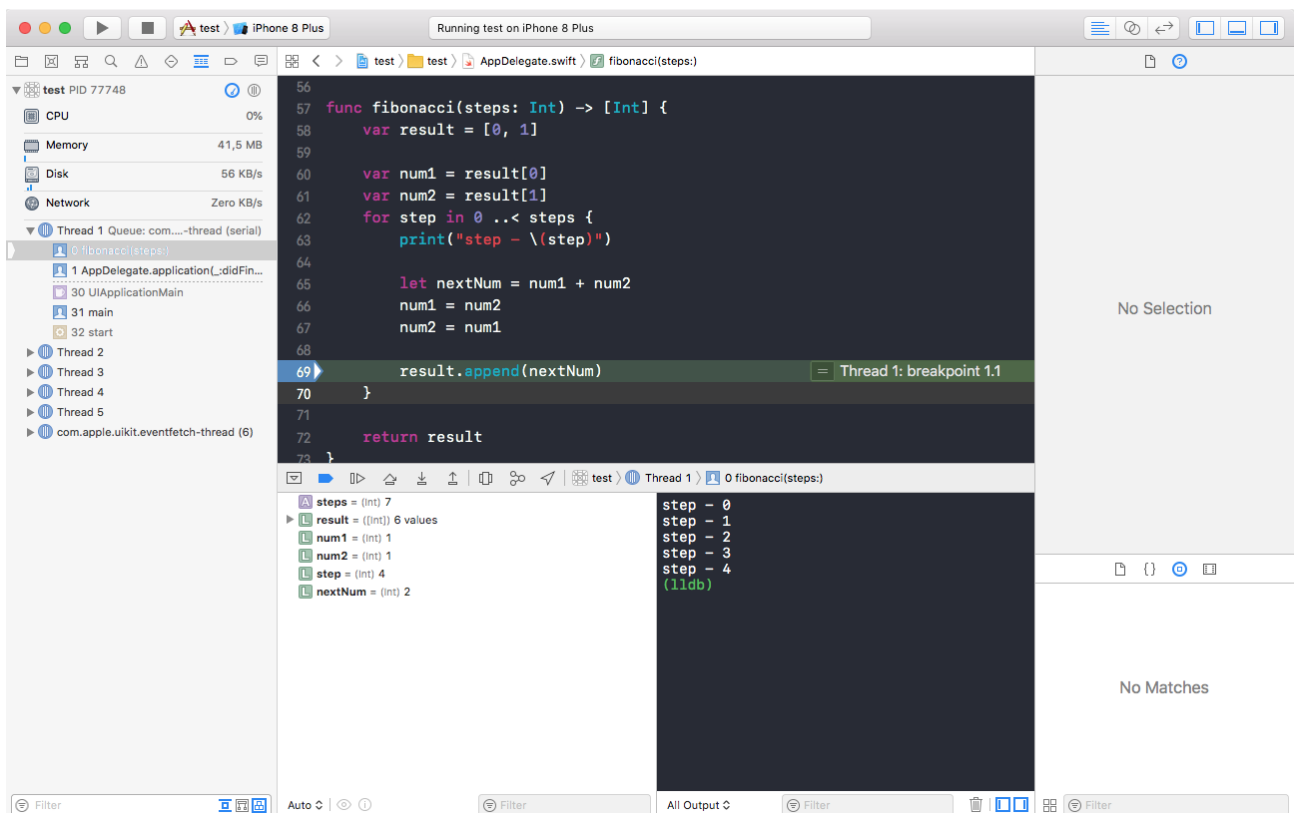 test 〉 iPhone 8 Plus
Running test on iPhone 8 Plus
test 〉 test 〉 AppDelegate.swift 〉 fibonacci(steps:)
test PID 77748
CPU 0%
Memory 41,5 MB
Disk 56 KB/s
Network Zero KB/s
Thread 1 Queue: com....-thread (serial)
0 fibonacci(steps:)
1 AppDelegate.application(_:didFin...
30 UIApplicationMain
31 main
32 start
Thread 2
Thread 3
Thread 4
Thread 5
com.apple.uikit.eventfetch-thread (6)
Filter
56
57 func fibonacci(steps: Int) -> [Int] {
58 var result = [0, 1]
59
60 var num1 = result[0]
61 var num2 = result[1]
62 for step in 0 ..< steps {
63 print("step - \(step)")
64
65 let nextNum = num1 + num2
66 num1 = num2
67 num2 = num1
68
69 result.append(nextNum) = Thread 1: breakpoint 1.1
70 }
71
72 return result
73 }
test 〉 Thread 1 〉 0 fibonacci(steps:)
A steps = (Int) 7
L result = ([Int]) 6 values
L num1 = (Int) 1
L num2 = (Int) 1
L step = (Int) 4
L nextNum = (Int) 2
Auto
Filter
step - 0
step - 1
step - 2
step - 3
step - 4
(lldb)
All Output
Filter
No Selection
{}
No Matches
Filter